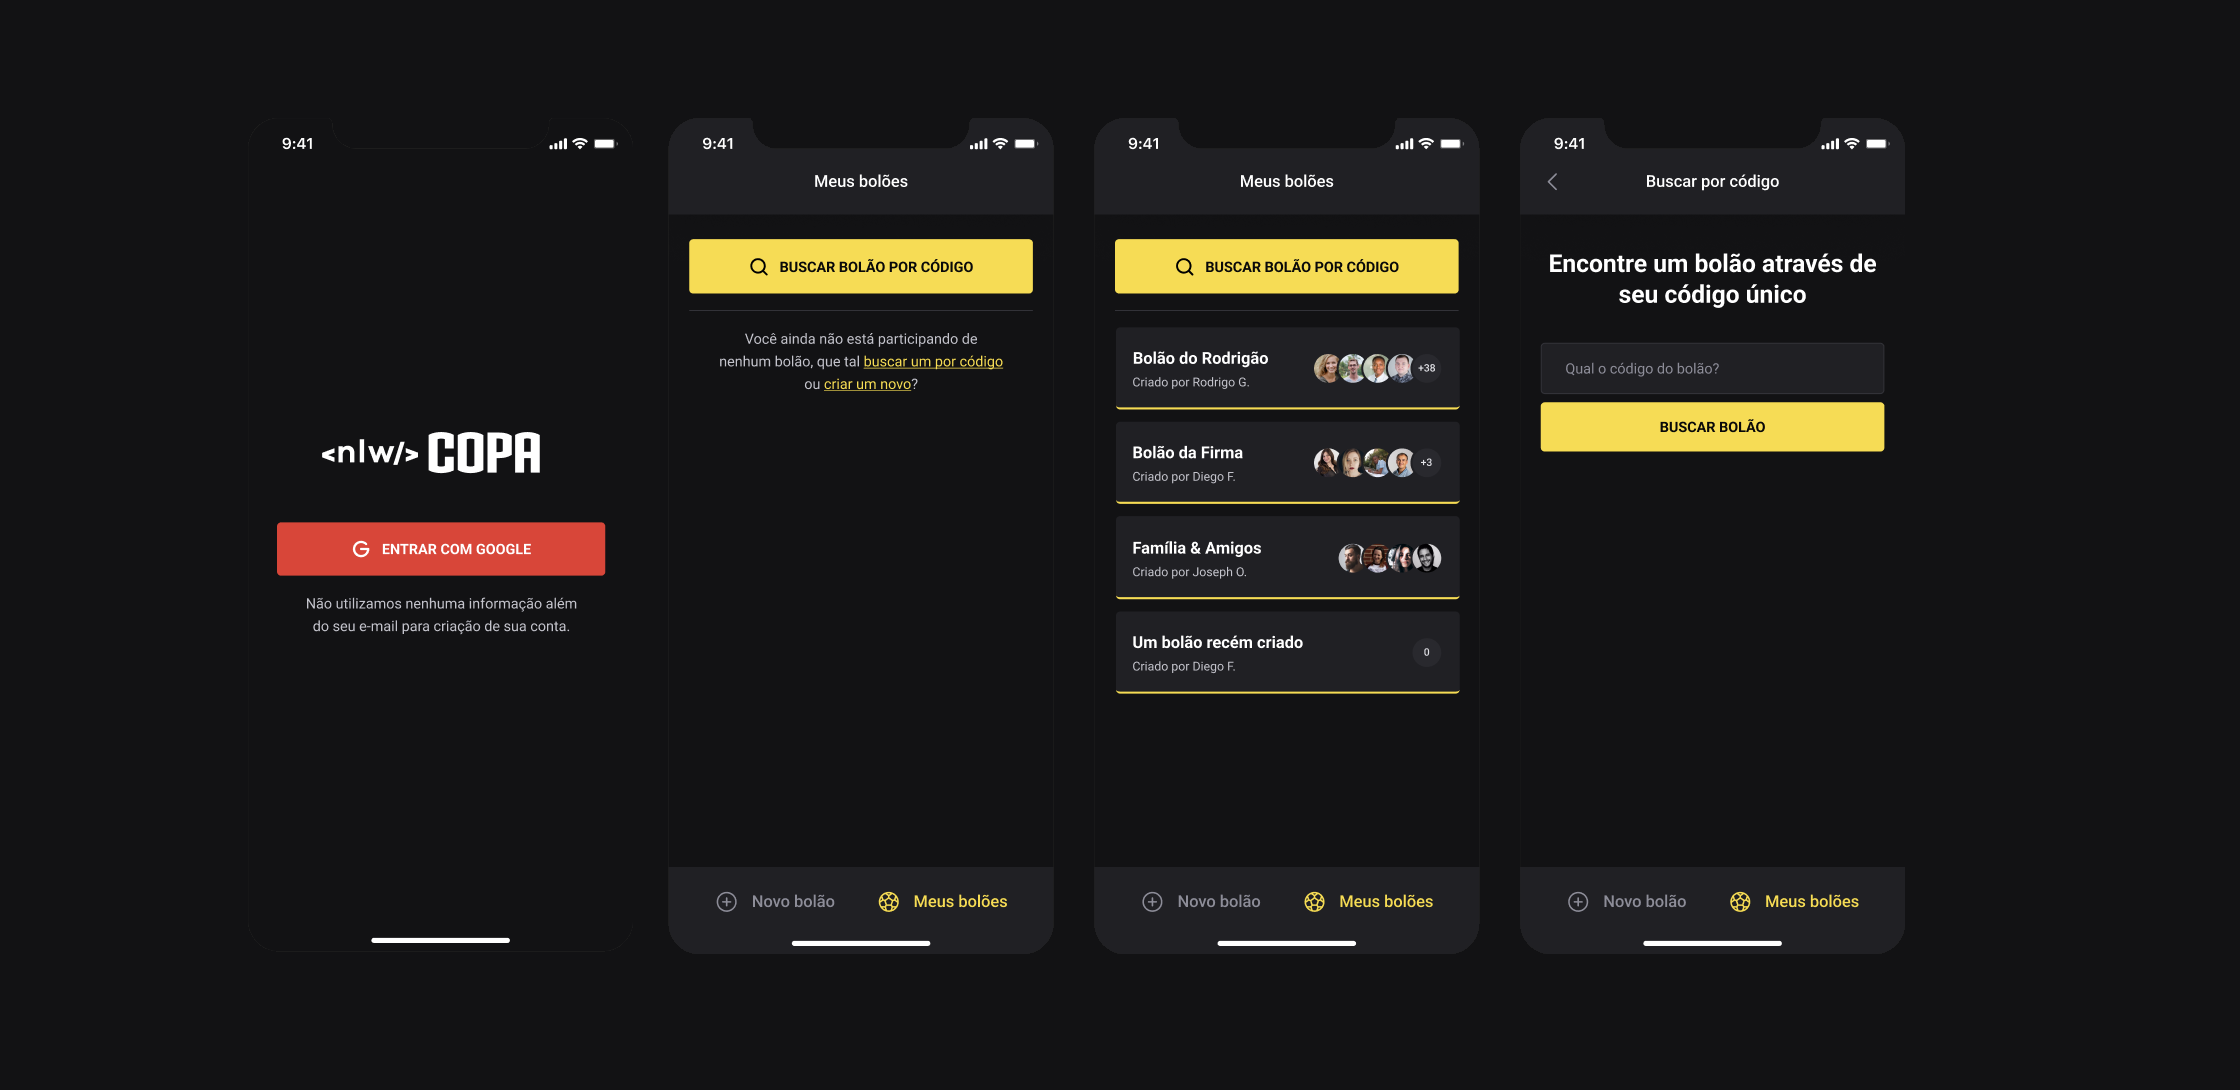 9:41
<nlw/> COPA
ENTRAR COM GOOGLE
Não utilizamos nenhuma informação além
do seu e-mail para criação de sua conta.
9:41
Meus bolões
BUSCAR BOLÃO POR CÓDIGO
Você ainda não está participando de
nenhum bolão, que tal buscar um por código
ou criar um novo?
Novo bolão
Meus bolões
9:41
Meus bolões
BUSCAR BOLÃO POR CÓDIGO
Bolão do Rodrigão
Criado por Rodrigo G.
+38
Bolão da Firma
Criado por Diego F.
+3
Família & Amigos
Criado por Joseph O.
Um bolão recém criado
Criado por Diego F.
0
Novo bolão
Meus bolões
9:41
Buscar por código
Encontre um bolão através de
seu código único
Qual o código do bolão?
BUSCAR BOLÃO
Novo bolão
Meus bolões